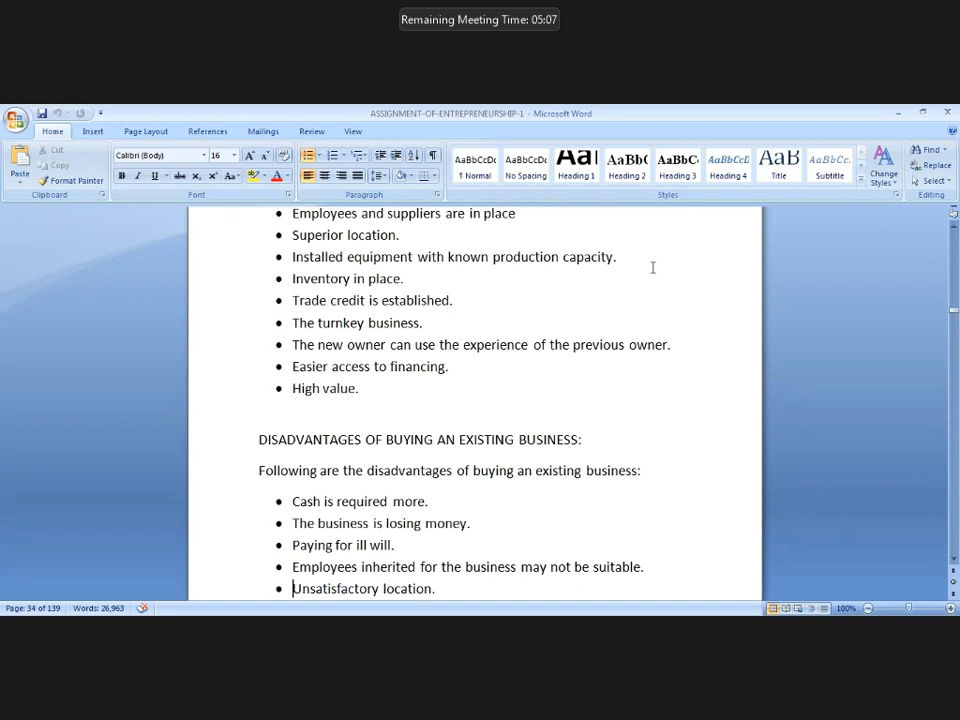 Remaining Meeting Time: 05:07
ASSIGNMENT-OF-ENTREPRENEURSHIP-1 - Microsoft Word
Home Insert Page Layout References Mailings Review View
Cut
Copy
Format Painter
Paste
Clipboard
Calibri (Body) 16
Font
Paragraph
AaBbCcDc AaBbCcDc AaBl AaBb( AaBbC AaBbCcD AaB AaBbCc.
¶ Normal No Spacing Heading 1 Heading 2 Heading 3 Heading 4 Title Subtitle
Change Styles
Styles
Find
Replace
Select
Editing
• Employees and suppliers are in place
• Superior location.
• Installed equipment with known production capacity.
• Inventory in place.
• Trade credit is established.
• The turnkey business.
• The new owner can use the experience of the previous owner.
• Easier access to financing.
• High value.
DISADVANTAGES OF BUYING AN EXISTING BUSINESS:
Following are the disadvantages of buying an existing business:
• Cash is required more.
• The business is losing money.
• Paying for ill will.
• Employees inherited for the business may not be suitable.
• Unsatisfactory location.
Page: 34 of 139 Words: 26,963 100%